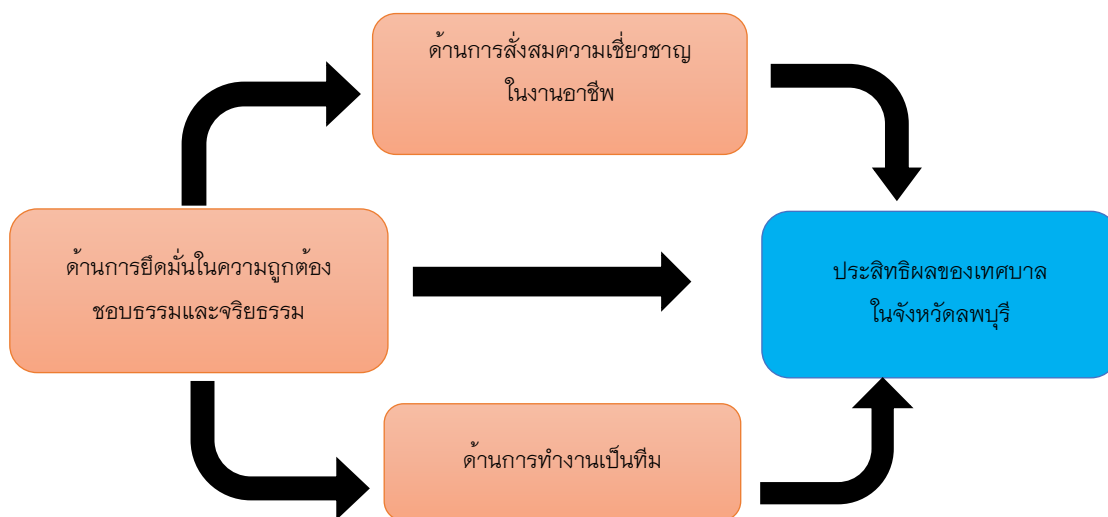 ด้านการสั่งสมความเชี่ยวชาญ
ในงานอาชีพ
ด้านการยึดมั่นในความถูกต้อง
ชอบธรรมและจริยธรรม
ประสิทธิผลของเทศบาล
ในจังหวัดลพบุรี
ด้านการทำงานเป็นทีม